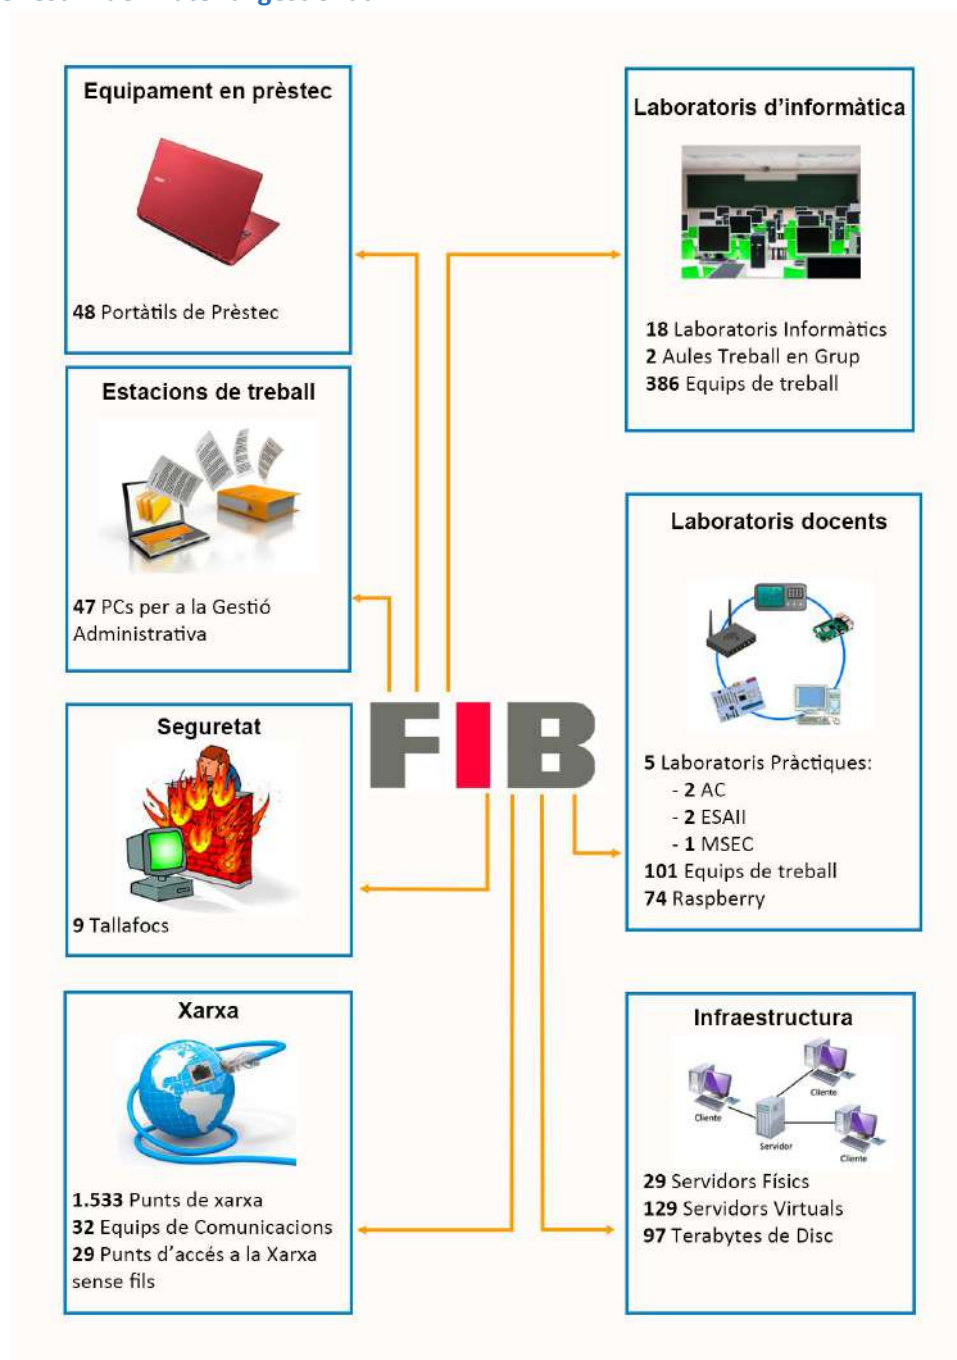 Equipament en prèstec
48 Portàtils de Prèstec
Estacions de treball
47 PCs per a la Gestió
Administrativa
Seguretat
9 Tallafocs
Xarxa
1.533 Punts de xarxa
32 Equips de Comunicacions
29 Punts d'accés a la Xarxa
sense fils
FIB
Laboratoris d'informàtica
18 Laboratoris Informàtics
2 Aules Treball en Grup
386 Equips de treball
Laboratoris docents
5 Laboratoris Pràctiques:
- 2 AC
- 2 ESAII
- 1 MSEC
101 Equips de treball
74 Raspberry
Infraestructura
Cliente
Cliente
Servidor
Cliente
29 Servidors Físics
129 Servidors Virtuals
97 Terabytes de Disc